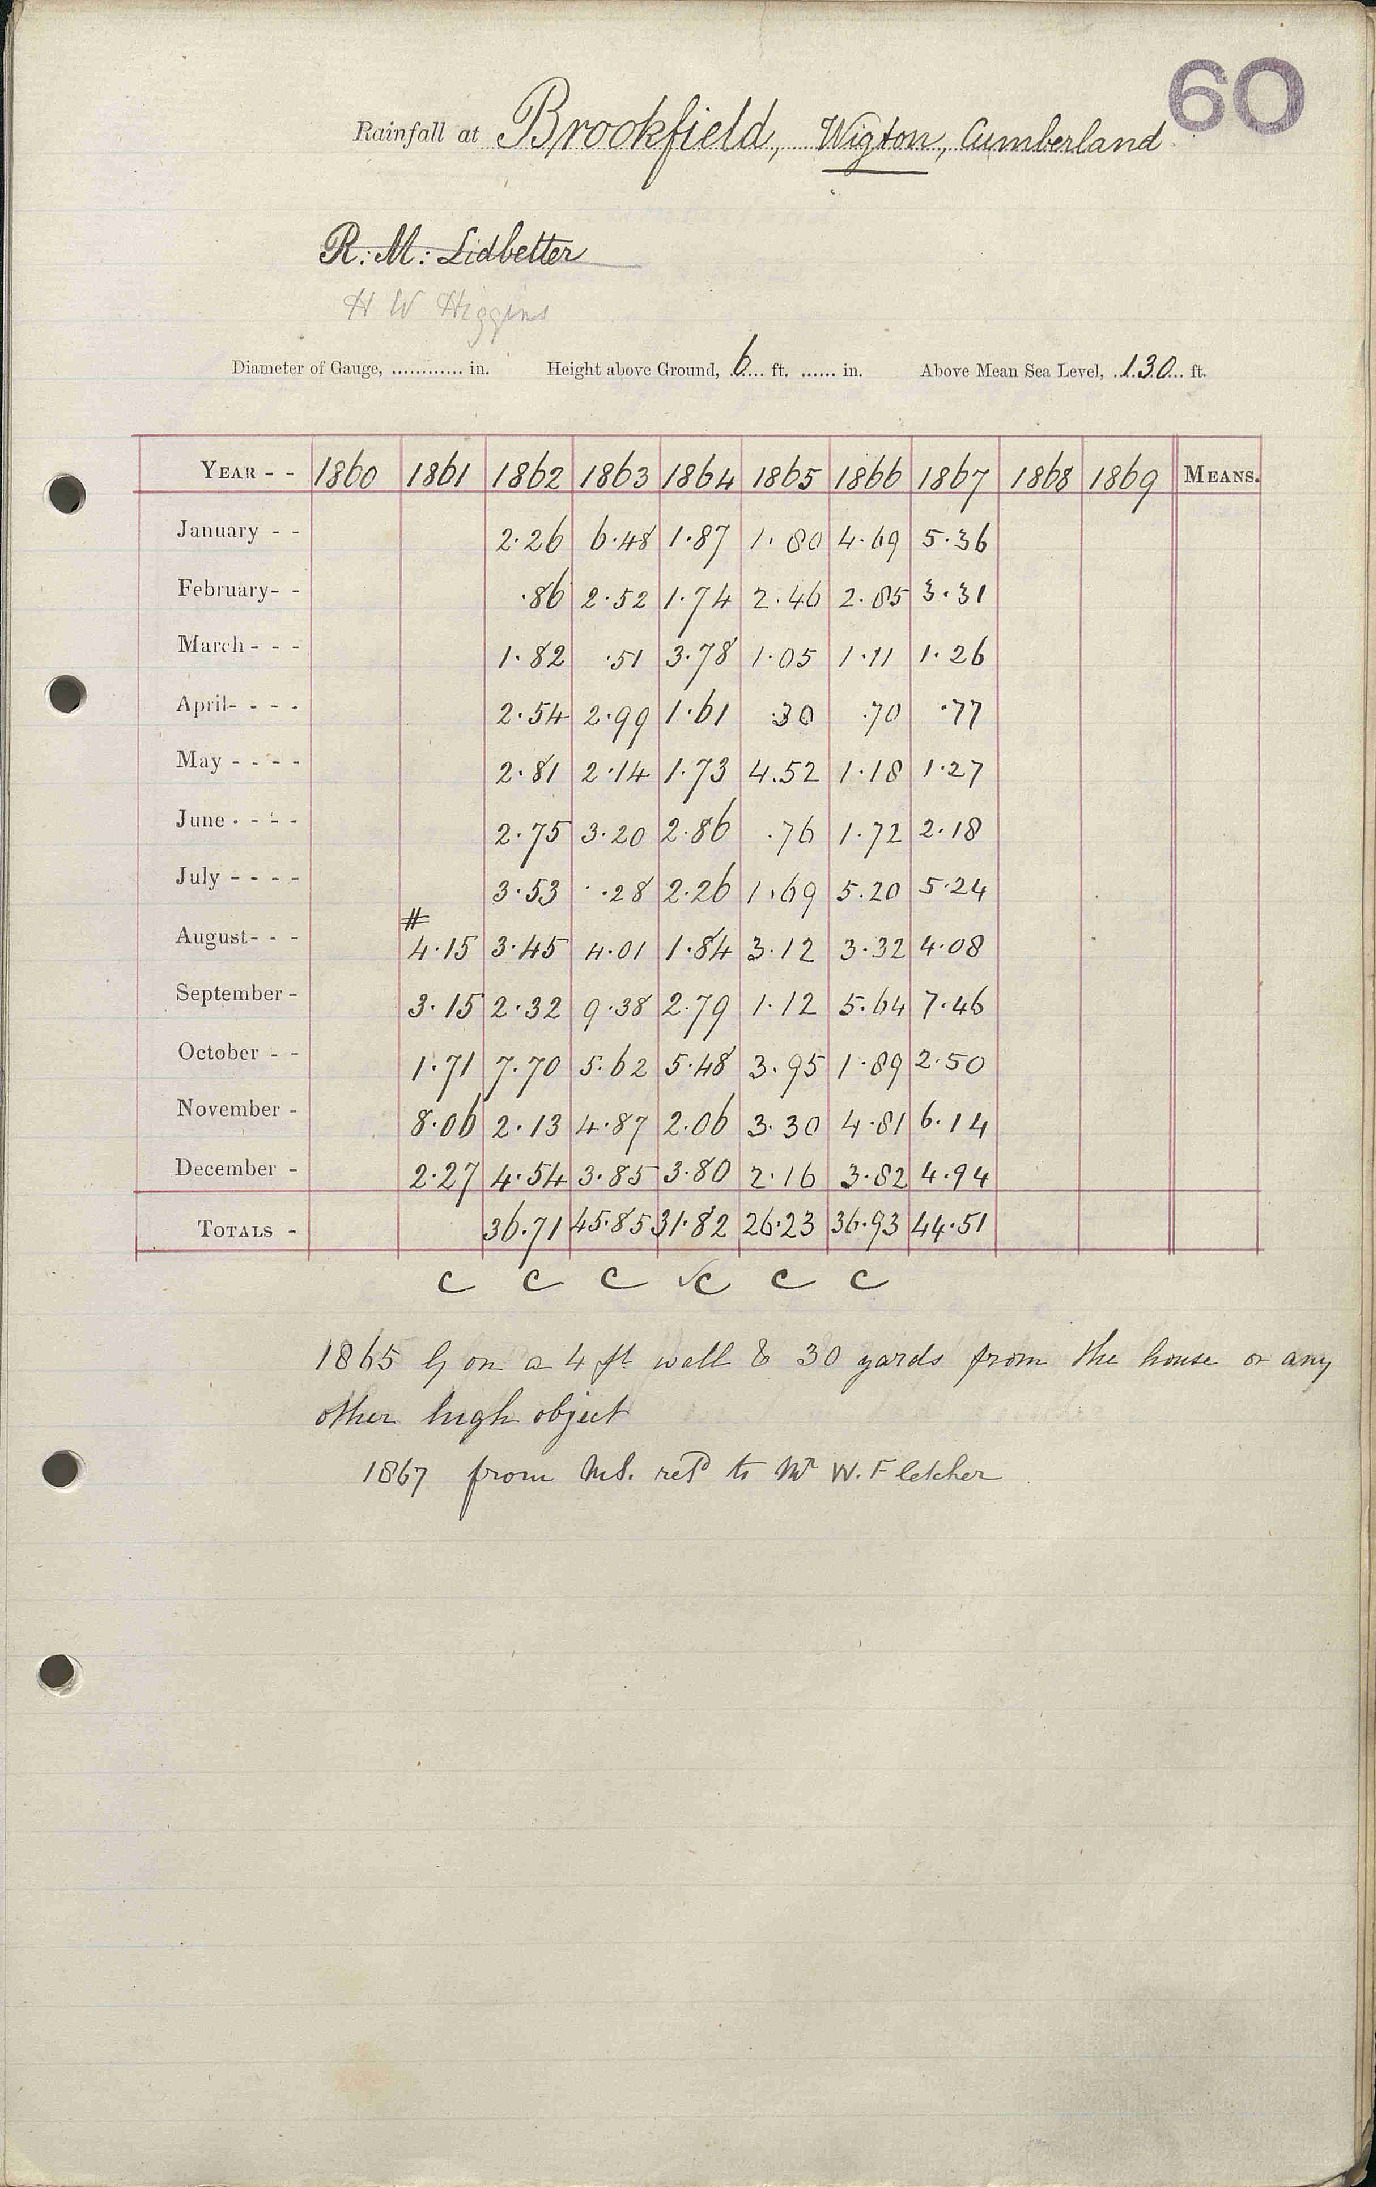 60
Rainfall at Brookfield, Wigton, Cumberland
R. M. Lidbetter
H W Higgins
Diameter of Gauge, ............ in. Height above Ground, 6 ft. ...... in. Above Mean Sea Level, 130 ft.
YEAR - - 1860 1861 1862 1863 1864 1865 1866 1867 1868 1869 MEANS.
January - - 2.26 6.48 1.87 1.80 4.69 5.36
February- - .86 2.52 1.74 2.46 2.85 3.31
March - - - 1.82 .51 3.78 1.05 1.11 1.26
April- - - - 2.54 2.99 1.61 .30 .70 .77
May - - - - 2.81 2.14 1.73 4.52 1.18 1.27
June - - - - 2.75 3.20 2.86 .76 1.72 2.18
July - - - - 3.53 .28 2.26 1.69 5.20 5.24
#
August- - - 4.15 3.45 4.01 1.84 3.12 3.32 4.08
September - 3.15 2.32 9.38 2.79 1.12 5.64 7.46
October - - 1.71 7.70 5.62 5.48 3.95 1.89 2.50
November - 8.06 2.13 4.87 2.06 3.30 4.81 6.14
December - 2.27 4.54 3.85 3.80 2.16 3.82 4.94
TOTALS - 36.71 45.85 31.82 26.23 36.93 44.51
C C C ✓C C C
1865 G on a 4 ft wall & 30 yards from the house or any
other high object
1867 from MS. retd to Mr W. Fletcher